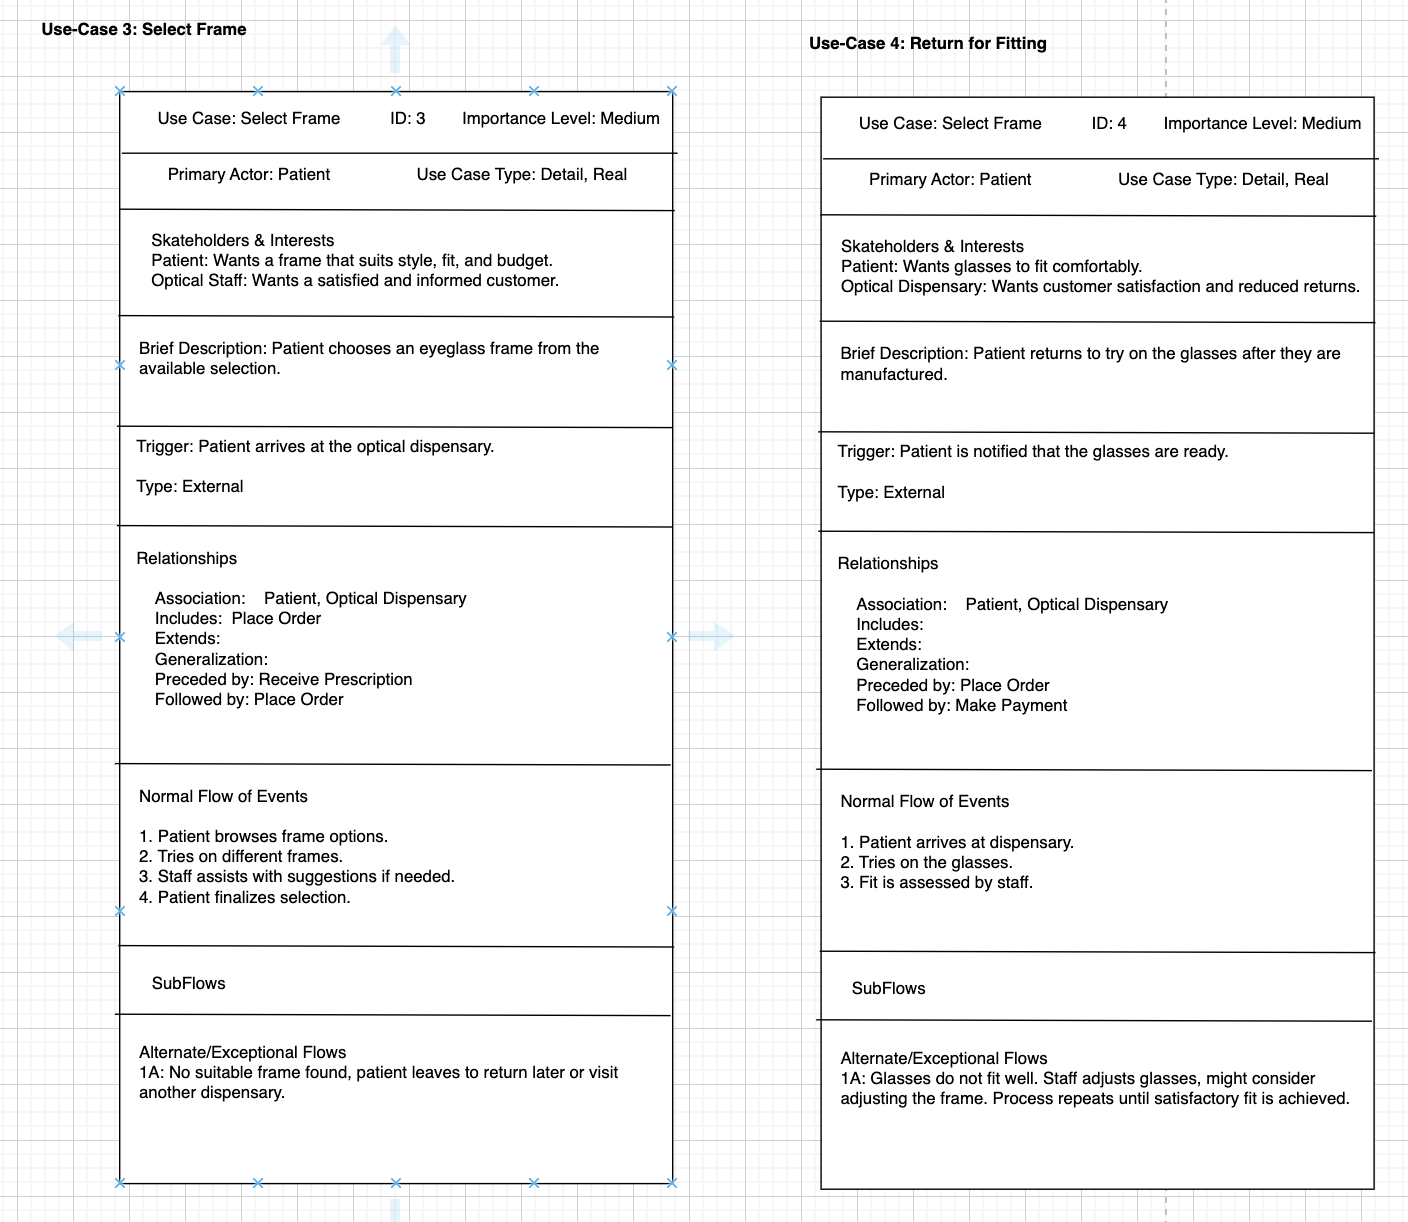 Use-Case 3: Select Frame
Use Case: Select Frame ID: 3 Importance Level: Medium
Primary Actor: Patient Use Case Type: Detail, Real
Skateholders & Interests
Patient: Wants a frame that suits style, fit, and budget.
Optical Staff: Wants a satisfied and informed customer.
Brief Description: Patient chooses an eyeglass frame from the
available selection.
Trigger: Patient arrives at the optical dispensary.
Type: External
Relationships
Association: Patient, Optical Dispensary
Includes: Place Order
Extends:
Generalization:
Preceded by: Receive Prescription
Followed by: Place Order
Normal Flow of Events
1. Patient browses frame options.
2. Tries on different frames.
3. Staff assists with suggestions if needed.
4. Patient finalizes selection.
SubFlows
Alternate/Exceptional Flows
1A: No suitable frame found, patient leaves to return later or visit
another dispensary.
Use-Case 4: Return for Fitting
Use Case: Select Frame ID: 4 Importance Level: Medium
Primary Actor: Patient Use Case Type: Detail, Real
Skateholders & Interests
Patient: Wants glasses to fit comfortably.
Optical Dispensary: Wants customer satisfaction and reduced returns.
Brief Description: Patient returns to try on the glasses after they are
manufactured.
Trigger: Patient is notified that the glasses are ready.
Type: External
Relationships
Association: Patient, Optical Dispensary
Includes:
Extends:
Generalization:
Preceded by: Place Order
Followed by: Make Payment
Normal Flow of Events
1. Patient arrives at dispensary.
2. Tries on the glasses.
3. Fit is assessed by staff.
SubFlows
Alternate/Exceptional Flows
1A: Glasses do not fit well. Staff adjusts glasses, might consider
adjusting the frame. Process repeats until satisfactory fit is achieved.